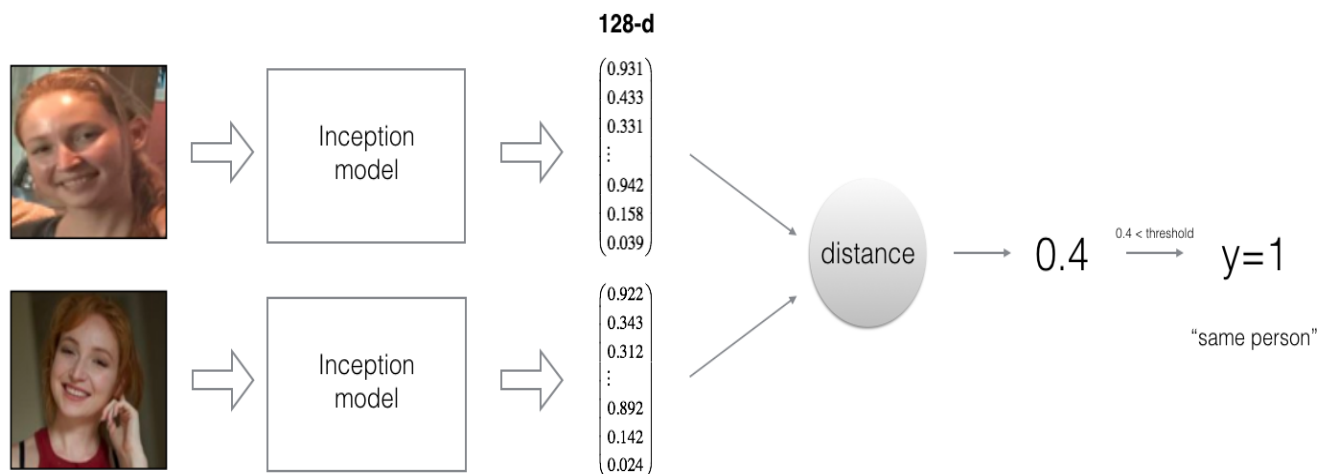 128-d
Inception
model
0.931
0.433
0.331
⋮
0.942
0.158
0.039
distance
0.4
0.4 < threshold
y=1
"same person"
Inception
model
0.922
0.343
0.312
⋮
0.892
0.142
0.024